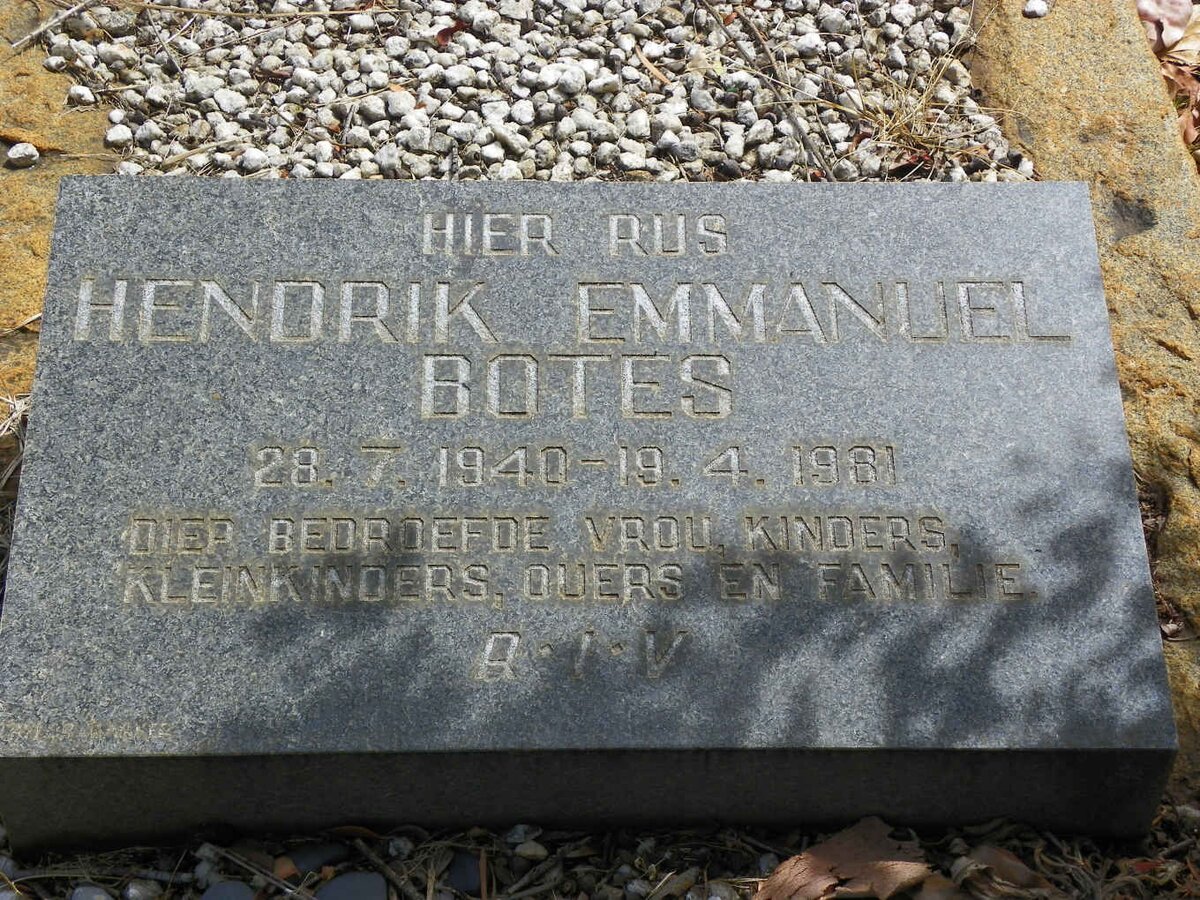 HIER RUS
HENDRIK EMMANUEL
BOTES
28.7.1940-19.4.1981
DIEP BEDROEFDE VROU, KINDERS,
KLEINKINDERS, OUERS EN FAMILIE.
R·I·V